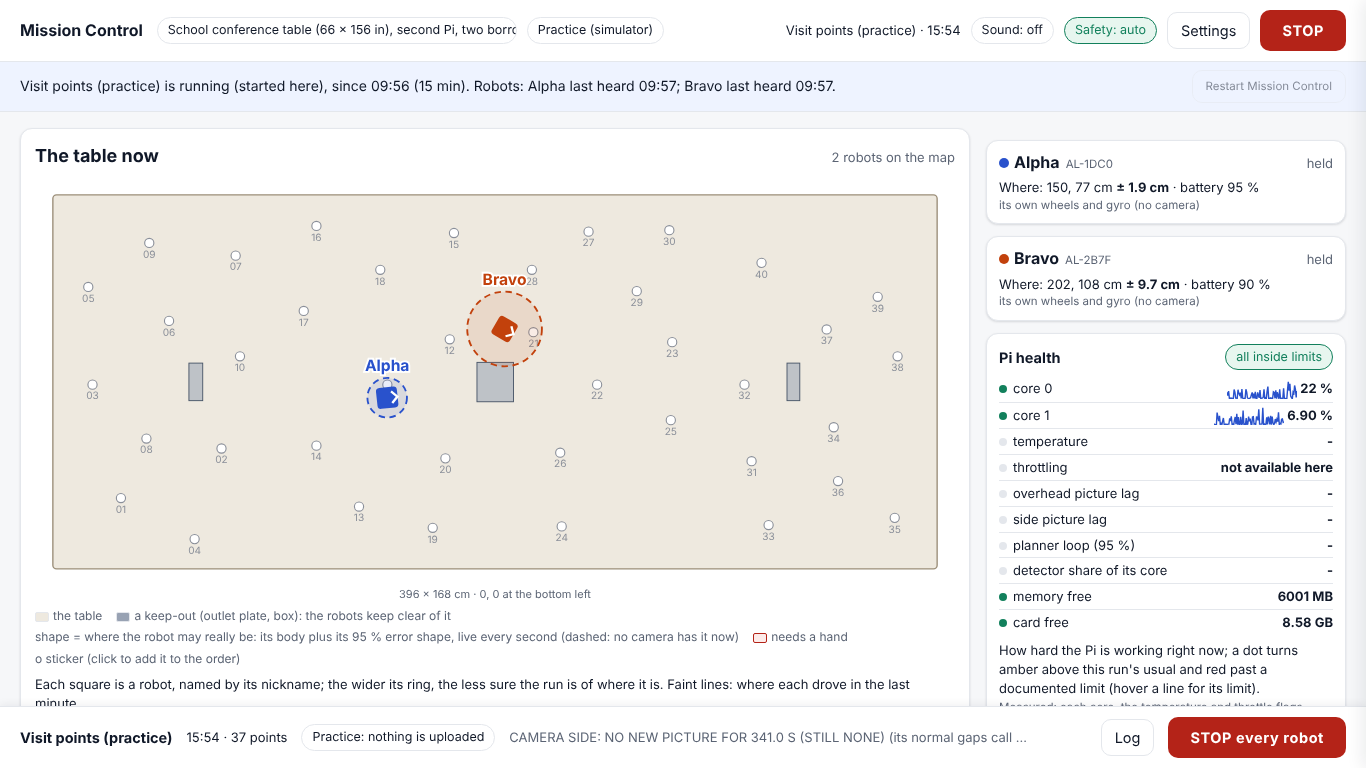 Mission Control
School conference table (66 × 156 in), second Pi, two
Practice (simulator)
Visit points (practice) · 15:54
Sound: off
Safety: auto
Settings
STOP
Visit points (practice) is running (started here), since 09:56 (15 min). Robots: Alpha last heard 09:57; Bravo last heard 09:57.
Restart Mission Control
The table now
2 robots on the map
16
15
27
30
09
07
18
Bravo
28
40
05
29
39
06
17
12
21
23
37
10
Alpha
38
03
22
32
08
02
14
20
26
25
34
31
01
13
19
24
36
33
35
04
396 × 168 cm · 0, 0 at the bottom left
the table
a keep-out (outlet plate, box): the robots keep clear of it
shape = where the robot may really be: its body plus its 95 % error shape, live every second (dashed: no camera has it now)
needs a hand
o sticker (click to add it to the order)
Each square is a robot, named by its nickname; the wider its ring, the less sure the run is of where it is. Faint lines: where each drove in the last
minute.
Alpha AL-1DC0
held
Where: 150, 77 cm ± 1.9 cm · battery 95 %
its own wheels and gyro (no camera)
Bravo AL-2B7F
held
Where: 202, 108 cm ± 9.7 cm · battery 90 %
its own wheels and gyro (no camera)
Pi health
all inside limits
core 0 22 %
core 1 6.90 %
temperature -
throttling not available here
overhead picture lag -
side picture lag -
planner loop (95 %) -
detector share of its core -
memory free 6001 MB
card free 8.58 GB
How hard the Pi is working right now; a dot turns
amber above this run's usual and red past a
documented limit (hover a line for its limit).
Measured: each core, the temperature and throttle flags
Visit points (practice)
15:54 · 37 points
Practice: nothing is uploaded
CAMERA SIDE: NO NEW PICTURE FOR 341.0 S (STILL NONE) (its normal gaps call ...
Log
STOP every robot